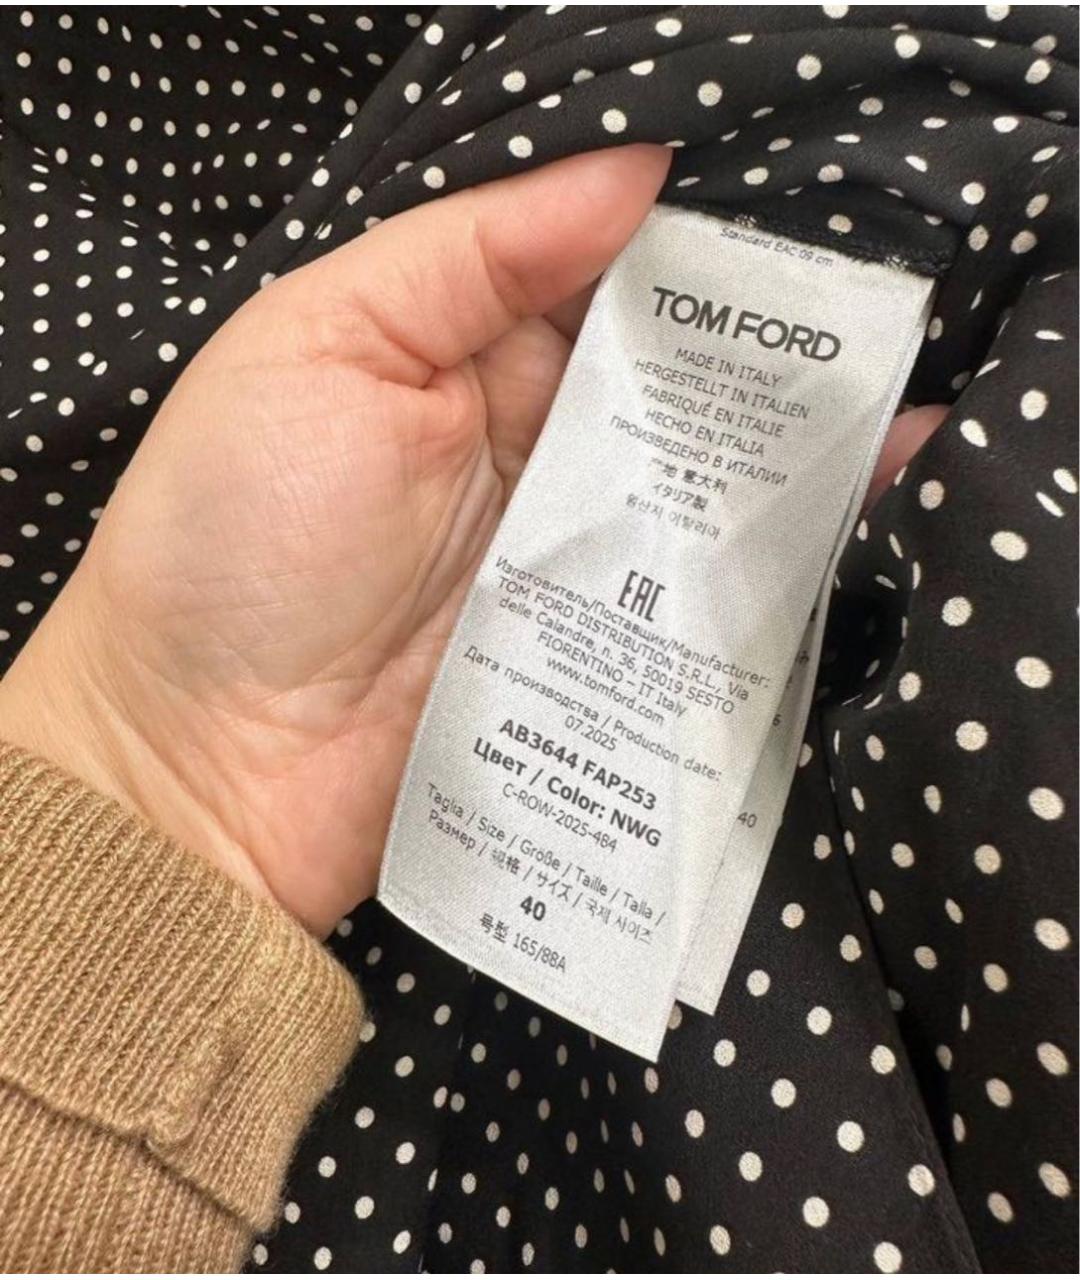 Standard EAC 09 cm
TOM FORD
MADE IN ITALY
HERGESTELLT IN ITALIEN
FABRIQUÉ EN ITALIE
HECHO EN ITALIA
ПРОИЗВЕДЕНО В ИТАЛИИ
产地 意大利
イタリア製
원산지 이탈리아
EAC
Изготовитель/Поставщик/Manufacturer:
TOM FORD DISTRIBUTION S.R.L., Via
delle Calandre, n. 36, 50019 SESTO
FIORENTINO – IT Italy
www.tomford.com
Дата производства / Production date:
07.2025
AB3644 FAP253
Цвет / Color: NWG
C-ROW-2025-4B4
Taglia / Size / Größe / Taille / Talla /
Размер / 规格 / サイズ / 국제 사이즈
40
号型 165/88A
40